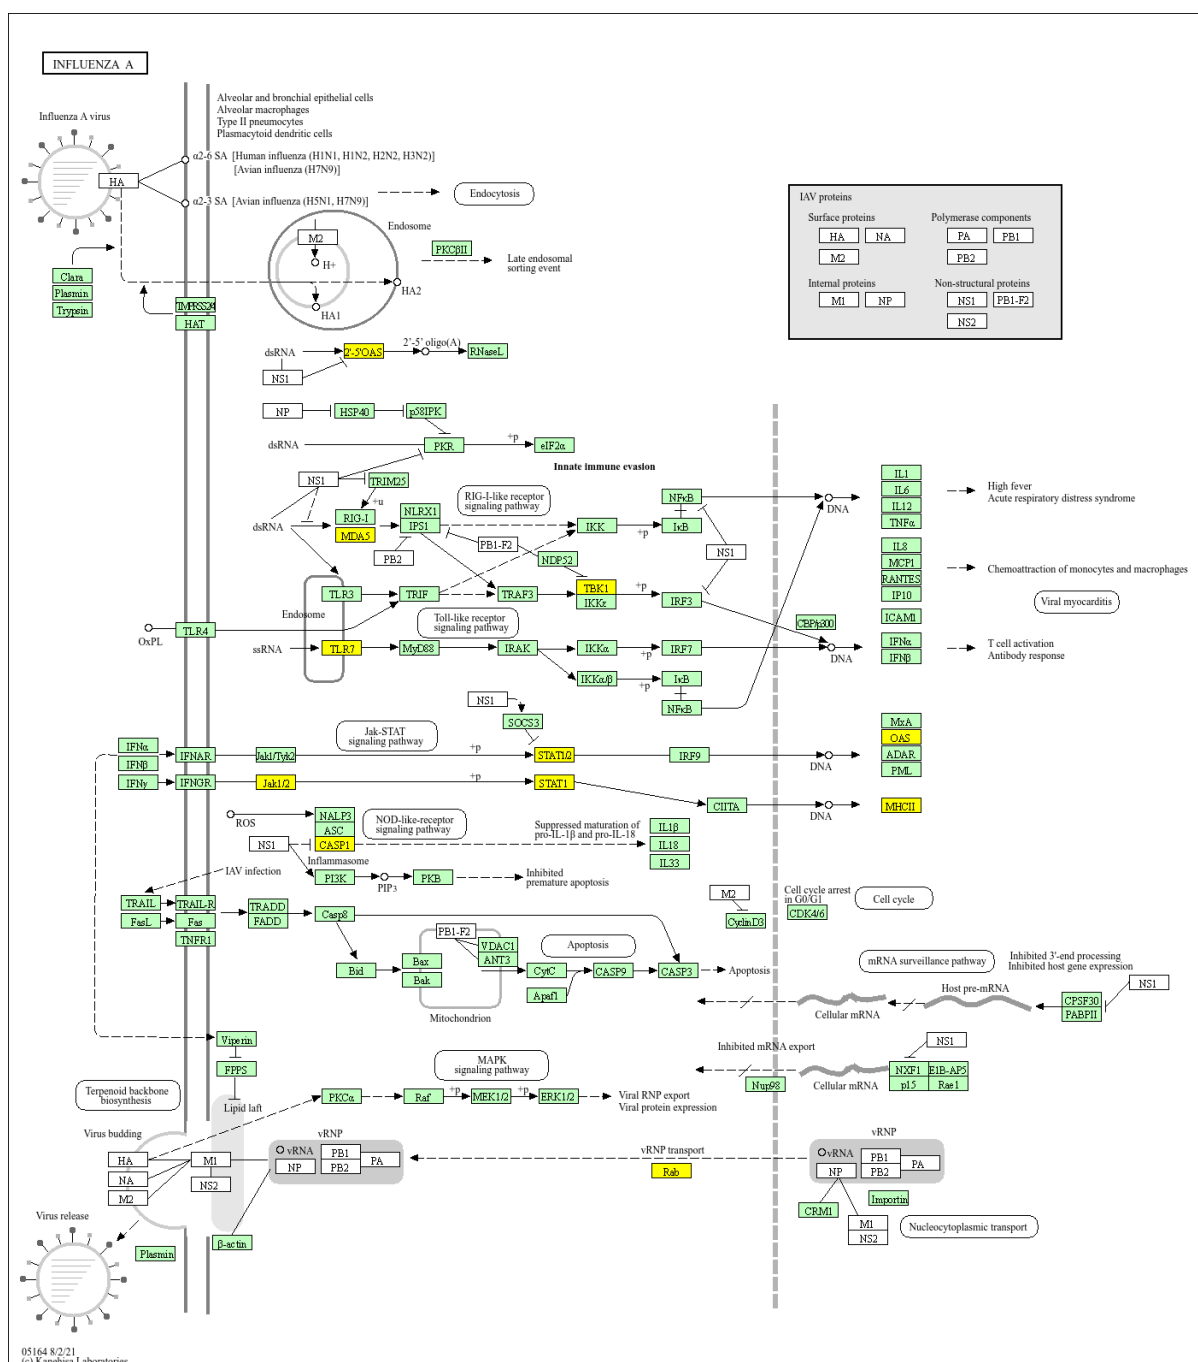 INFLUENZA A
Influenza A virus
Alveolar and bronchial epithelial cells
Alveolar macrophages
Type II pneumocytes
Plasmacytoid dendritic cells
α2-6 SA [Human influenza (H1N1, H1N2, H2N2, H3N2)]
[Avian influenza (H7N9)]
HA
α2-3 SA [Avian influenza (H5N1, H7N9)]
Endocytosis
Endosome
M2
H+
HA1
HA2
PKCβII
Late endosomal
sorting event
Clara
Plasmin
Trypsin
TMPRSS2/4
HAT
IAV proteins
Surface proteins
HA
NA
M2
Polymerase components
PA
PB1
PB2
Internal proteins
M1
NP
Non-structural proteins
NS1
PB1-F2
NS2
dsRNA
2'-5'OAS
2'-5' oligo(A)
RNaseL
NS1
NP
HSP40
p58IPK
dsRNA
PKR
+p
eIF2α
Innate immune evasion
NS1
TRIM25
+u
dsRNA
RIG-I
MDA5
NLRX1
IPS1
PB2
RIG-I-like receptor
signaling pathway
PB1-F2
NDP52
IKK
+p
NFκB
IκB
NS1
DNA
IL1
IL6
IL12
TNFα
High fever
Acute respiratory distress syndrome
IL8
MCP1
RANTES
IP10
Chemoattraction of monocytes and macrophages
Viral myocarditis
ICAM1
IFNα
IFNβ
T cell activation
Antibody response
Endosome
TLR3
TRIF
TRAF3
TBK1
IKKε
+p
IRF3
CBP/p300
DNA
OxPL
TLR4
Toll-like receptor
signaling pathway
ssRNA
TLR7
MyD88
IRAK
IKKα
+p
IRF7
IKKα/β
+p
IκB
NFκB
NS1
SOCS3
Jak-STAT
signaling pathway
IFNα
IFNβ
IFNAR
Jak1/Tyk2
+p
STAT1/2
IRF9
DNA
MxA
OAS
ADAR
PML
IFNγ
IFNGR
Jak1/2
+p
STAT1
CIITA
DNA
MHCII
ROS
NALP3
ASC
CASP1
NS1
Inflammasome
NOD-like-receptor
signaling pathway
Suppressed maturation of
pro-IL-1β and pro-IL-18
IL1β
IL18
IL33
IAV infection
PI3K
PIP3
PKB
Inhibited
premature apoptosis
TRAIL
TRAIL-R
FasL
Fas
TNFR1
TRADD
FADD
Casp8
Bid
Bax
Bak
PB1-F2
VDAC1
ANT3
Mitochondrion
Apoptosis
CytC
Apaf1
CASP9
CASP3
Apoptosis
M2
CyclinD3
Cell cycle arrest
in G0/G1
CDK4/6
Cell cycle
mRNA surveillance pathway
Inhibited 3'-end processing
Inhibited host gene expression
Cellular mRNA
Host pre-mRNA
CPSF30
PABPII
NS1
Viperin
FPPS
Lipid laft
Terpenoid backbone
biosynthesis
MAPK
signaling pathway
PKCα
Raf
+p
MEK1/2
+p
ERK1/2
Viral RNP export
Viral protein expression
Inhibited mRNA export
Nup98
Cellular mRNA
NS1
NXF1
E1B-AP5
p15
Rae1
Virus budding
HA
NA
M2
M1
NS2
vRNP
vRNA
NP
PB1
PB2
PA
vRNP transport
Rab
vRNP
vRNA
NP
PB1
PB2
PA
CRM1
Importin
M1
NS2
Nucleocytoplasmic transport
Virus release
Plasmin
β-actin
05164 8/2/21
(c) Kanehisa Laboratories